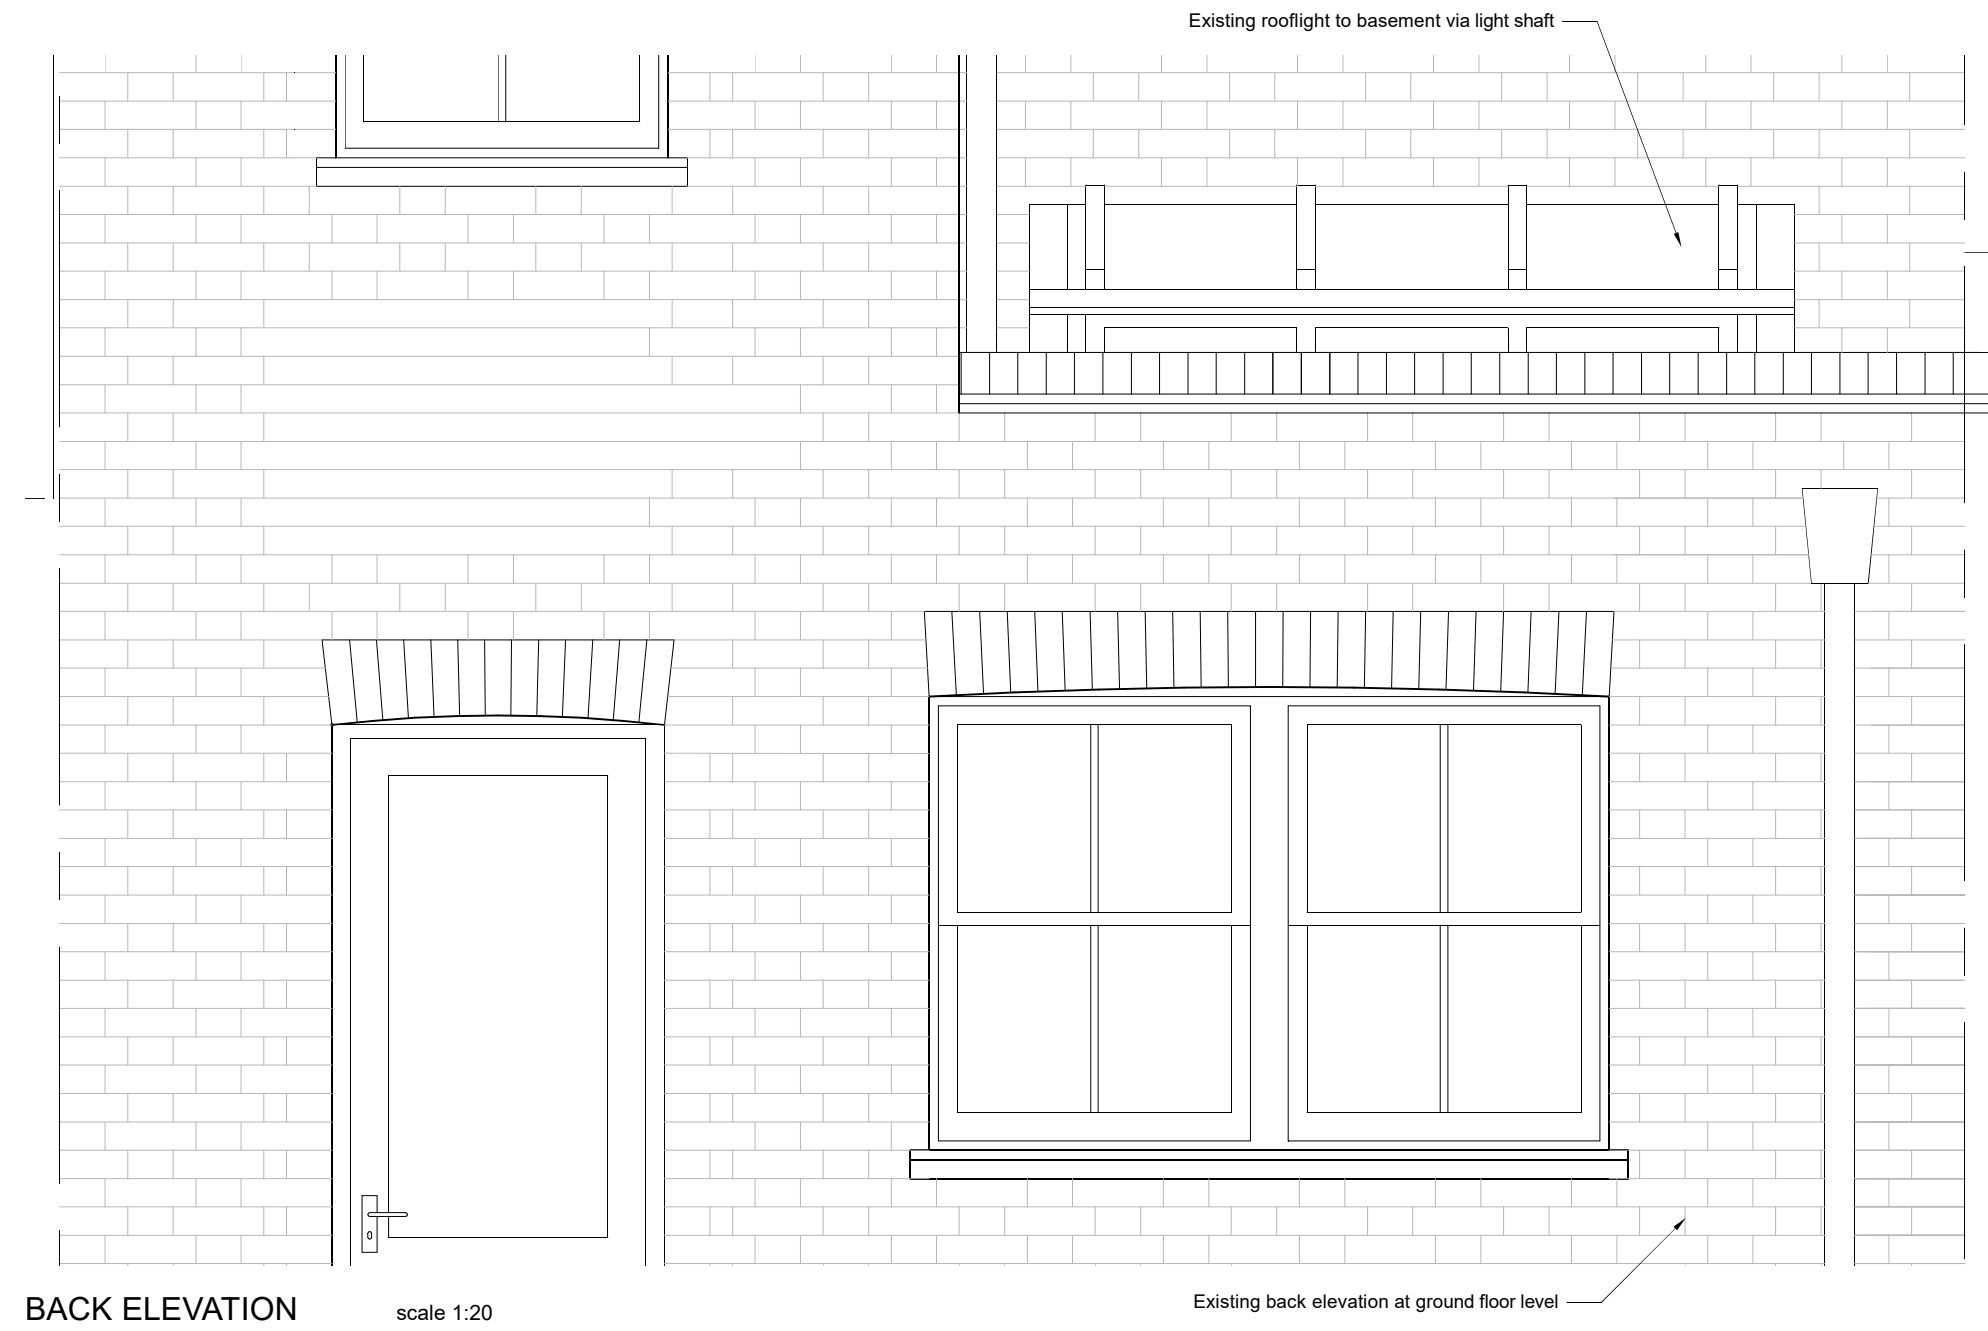 Existing rooflight to basement via light shaft
Existing back elevation at ground floor level
BACK ELEVATION
scale 1:20